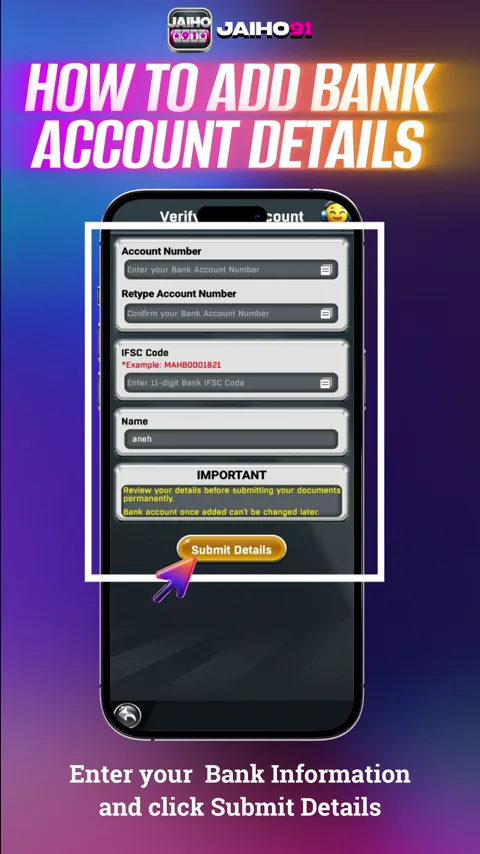 JAIHO
91
JAIHO91
HOW TO ADD BANK
ACCOUNT DETAILS
Verify count
Account Number
Enter your Bank Account Number
Retype Account Number
Confirm your Bank Account Number
IFSC Code
*Example: MAHB0001821
Enter 11-digit Bank IFSC Code
Name
aneh
IMPORTANT
Review your details before submitting your documents
permanently.
Bank account once added can't be changed later.
Submit Details
Enter your Bank Information
and click Submit Details